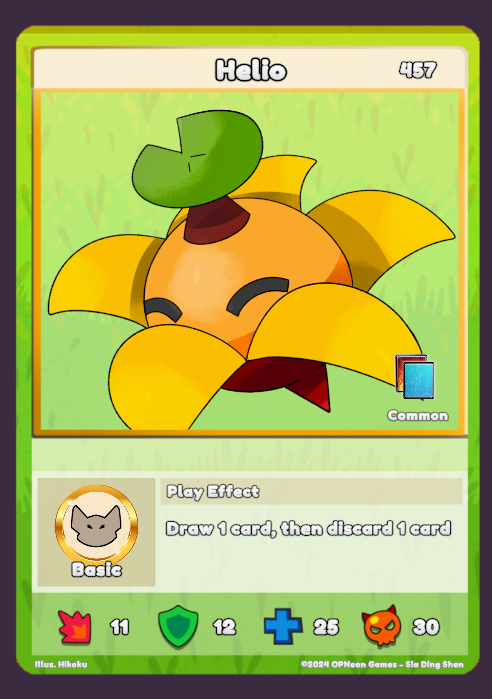 Helio 457
Common
Play Effect
Draw 1 card, then discard 1 card
Basic
11 12 25 30
Illus. Hikoku ©2024 OPNeon Games - Sia Ding Shen